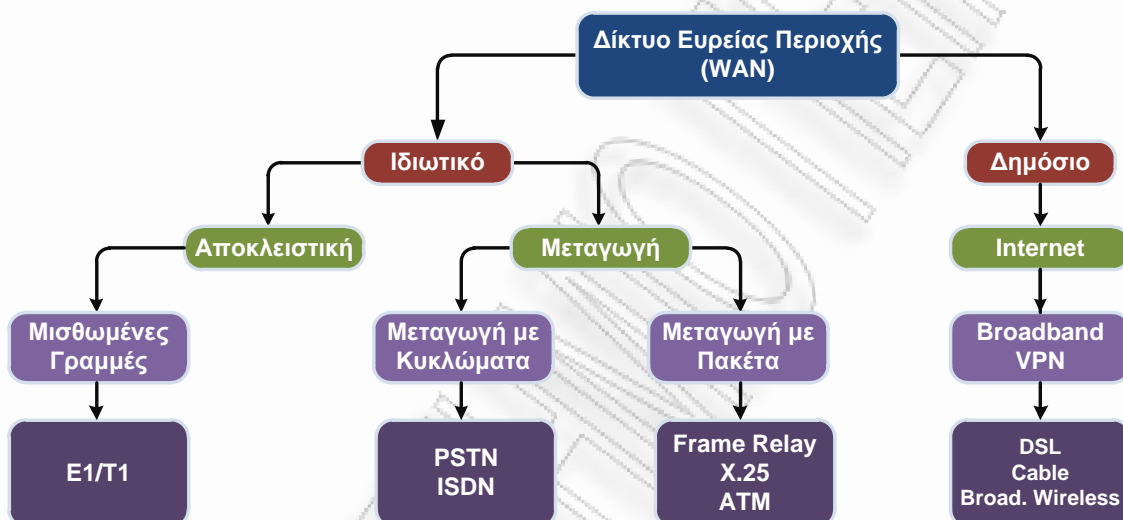 Δίκτυο Ευρείας Περιοχής
(WAN)
Ιδιωτικό
Δημόσιο
Αποκλειστική
Μεταγωγή
Internet
Μισθωμένες
Γραμμές
Μεταγωγή με
Κυκλώματα
Μεταγωγή με
Πακέτα
Broadband
VPN
E1/T1
PSTN
ISDN
Frame Relay
X.25
ATM
DSL
Cable
Broad. Wireless